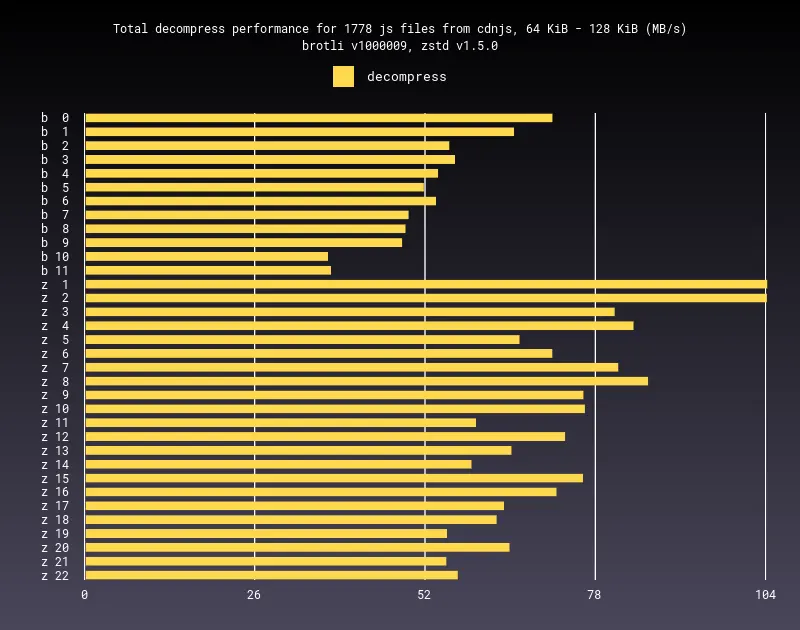 Total decompress performance for 1778 js files from cdnjs, 64 KiB - 128 KiB (MB/s)
brotli v1000009, zstd v1.5.0
decompress
b 0
b 1
b 2
b 3
b 4
b 5
b 6
b 7
b 8
b 9
b 10
b 11
z 1
z 2
z 3
z 4
z 5
z 6
z 7
z 8
z 9
z 10
z 11
z 12
z 13
z 14
z 15
z 16
z 17
z 18
z 19
z 20
z 21
z 22
0 26 52 78 104